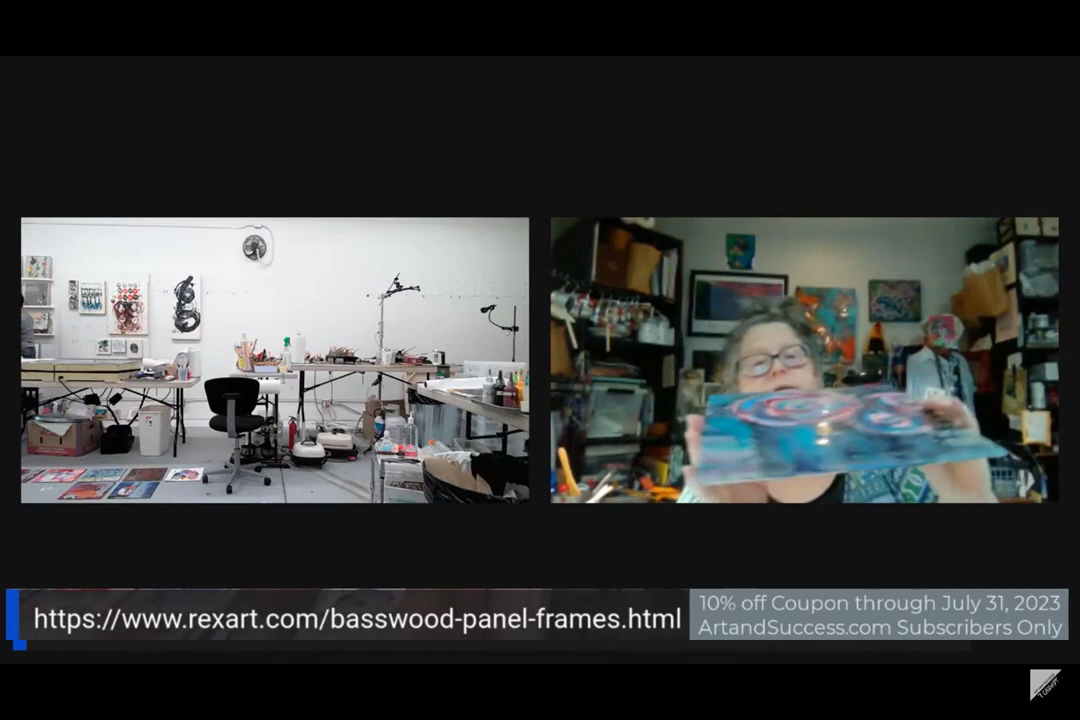 https://www.rexart.com/basswood-panel-frames.html
10% off Coupon through July 31, 2023
ArtandSuccess.com Subscribers Only